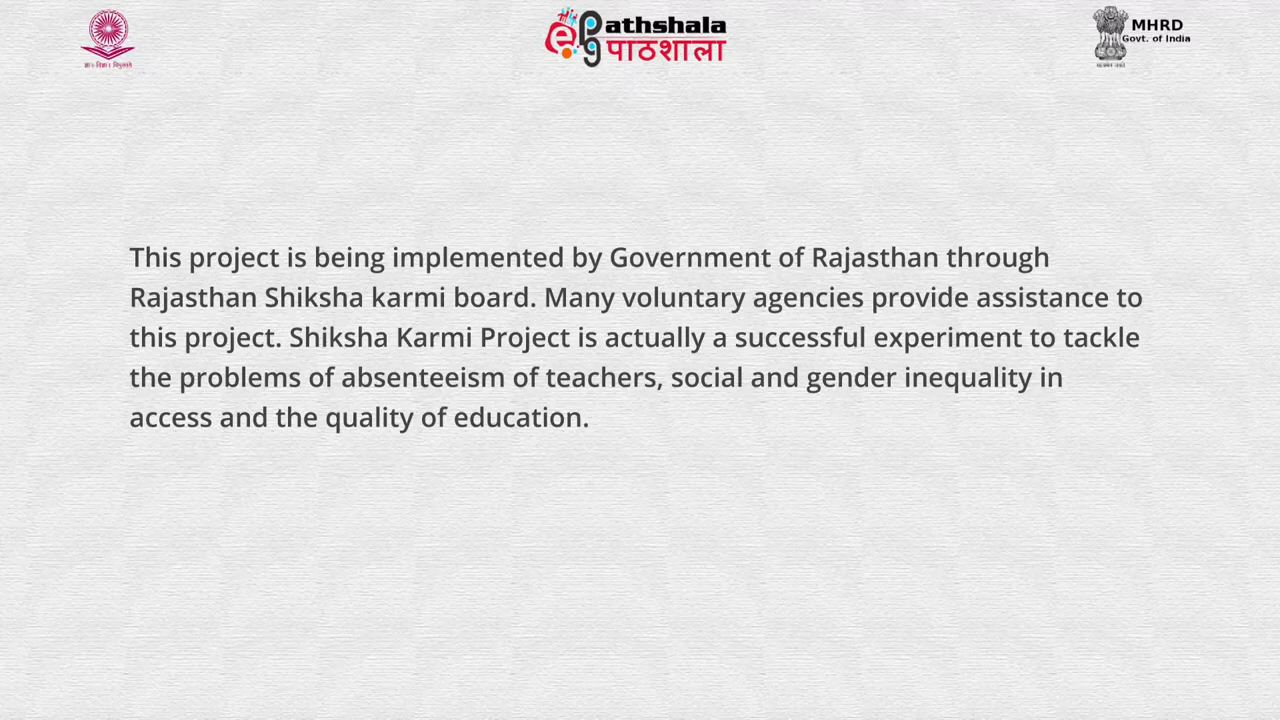 athshala
पाठशाला
MHRD
Govt. of India
This project is being implemented by Government of Rajasthan through
Rajasthan Shiksha karmi board. Many voluntary agencies provide assistance to
this project. Shiksha Karmi Project is actually a successful experiment to tackle
the problems of absenteeism of teachers, social and gender inequality in
access and the quality of education.